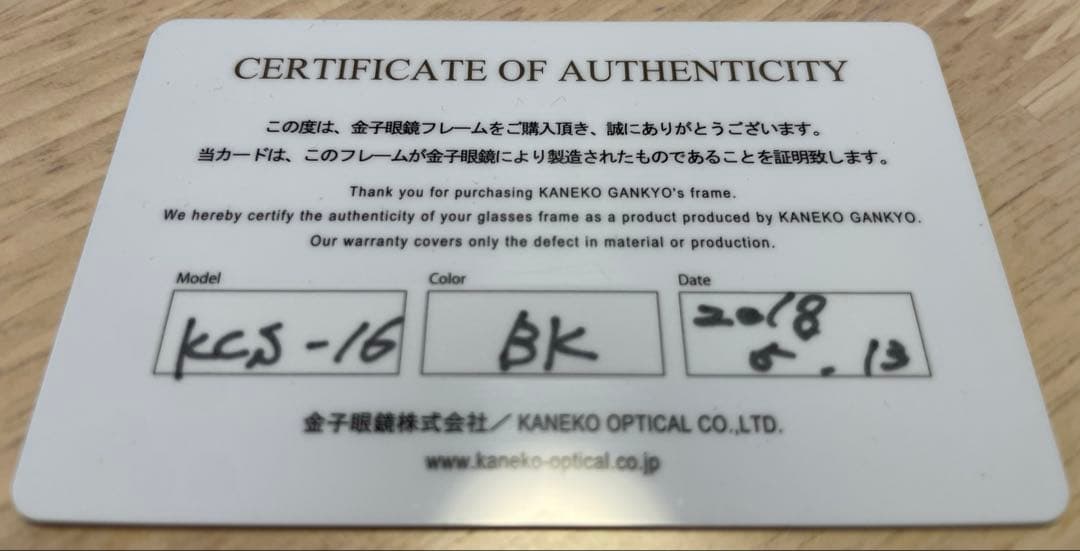 CERTIFICATE OF AUTHENTICITY
この度は、金子眼鏡フレームをご購入頂き、誠にありがとうございます。
当カードは、このフレームが金子眼鏡により製造されたものであることを証明致します。
Thank you for purchasing KANEKO GANKYO's frame.
We hereby certify the authenticity of your glasses frame as a product produced by KANEKO GANKYO.
Our warranty covers only the defect in material or production.
Model Color Date
KCS-16 BK 2018
5.13
金子眼鏡株式会社／KANEKO OPTICAL CO.,LTD.
www.kaneko-optical.co.jp